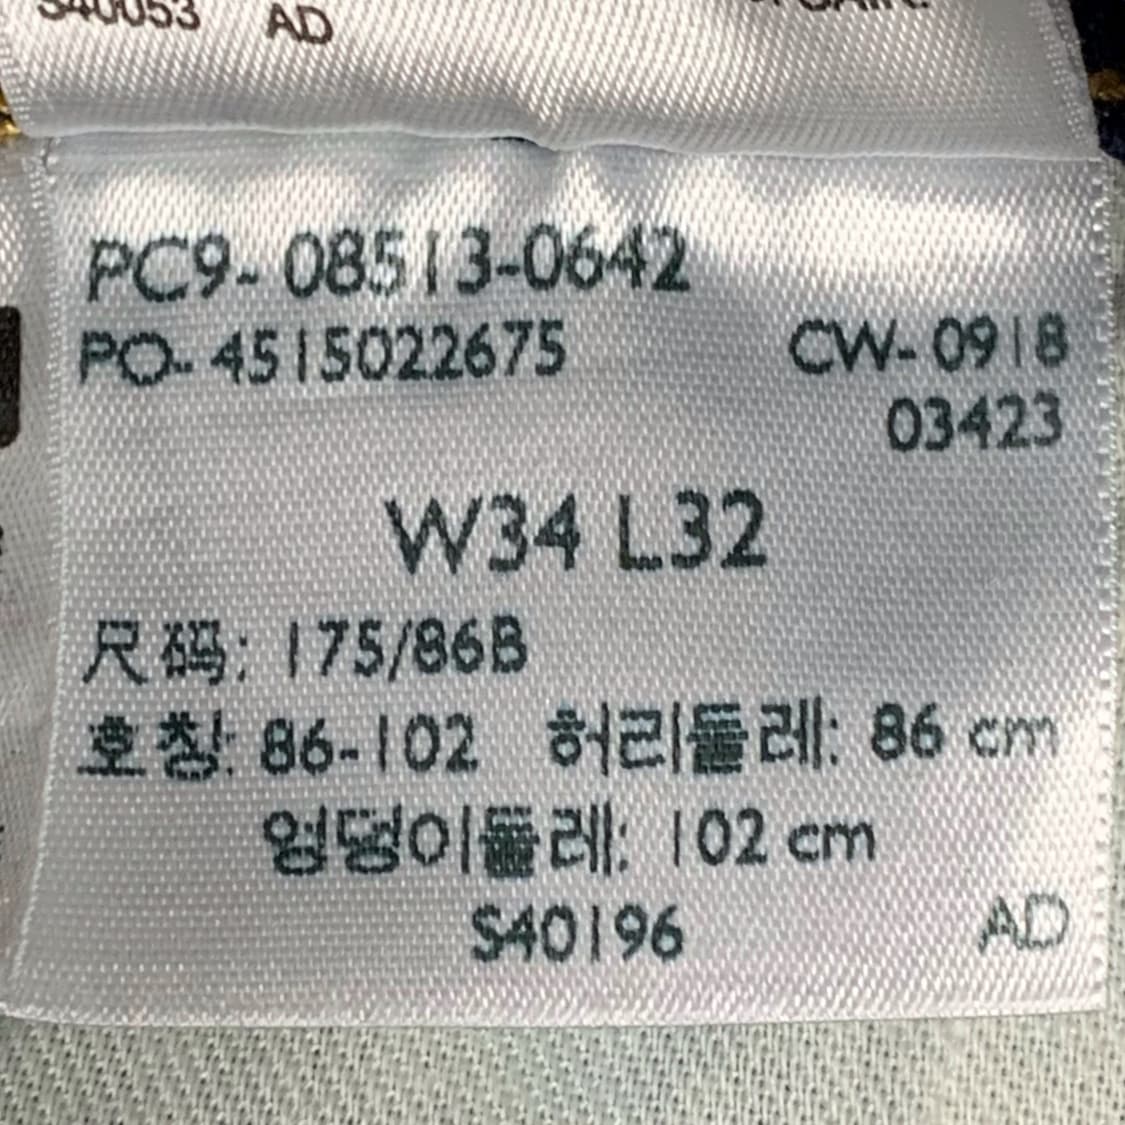 S40053 AD
PC9- 08513-0642
PO- 4515022675 CW- 0918
03423
W34 L32
尺码: 175/86B
호칭: 86-102 허리둘레: 86 cm
엉덩이둘레: 102 cm
S40196 AD